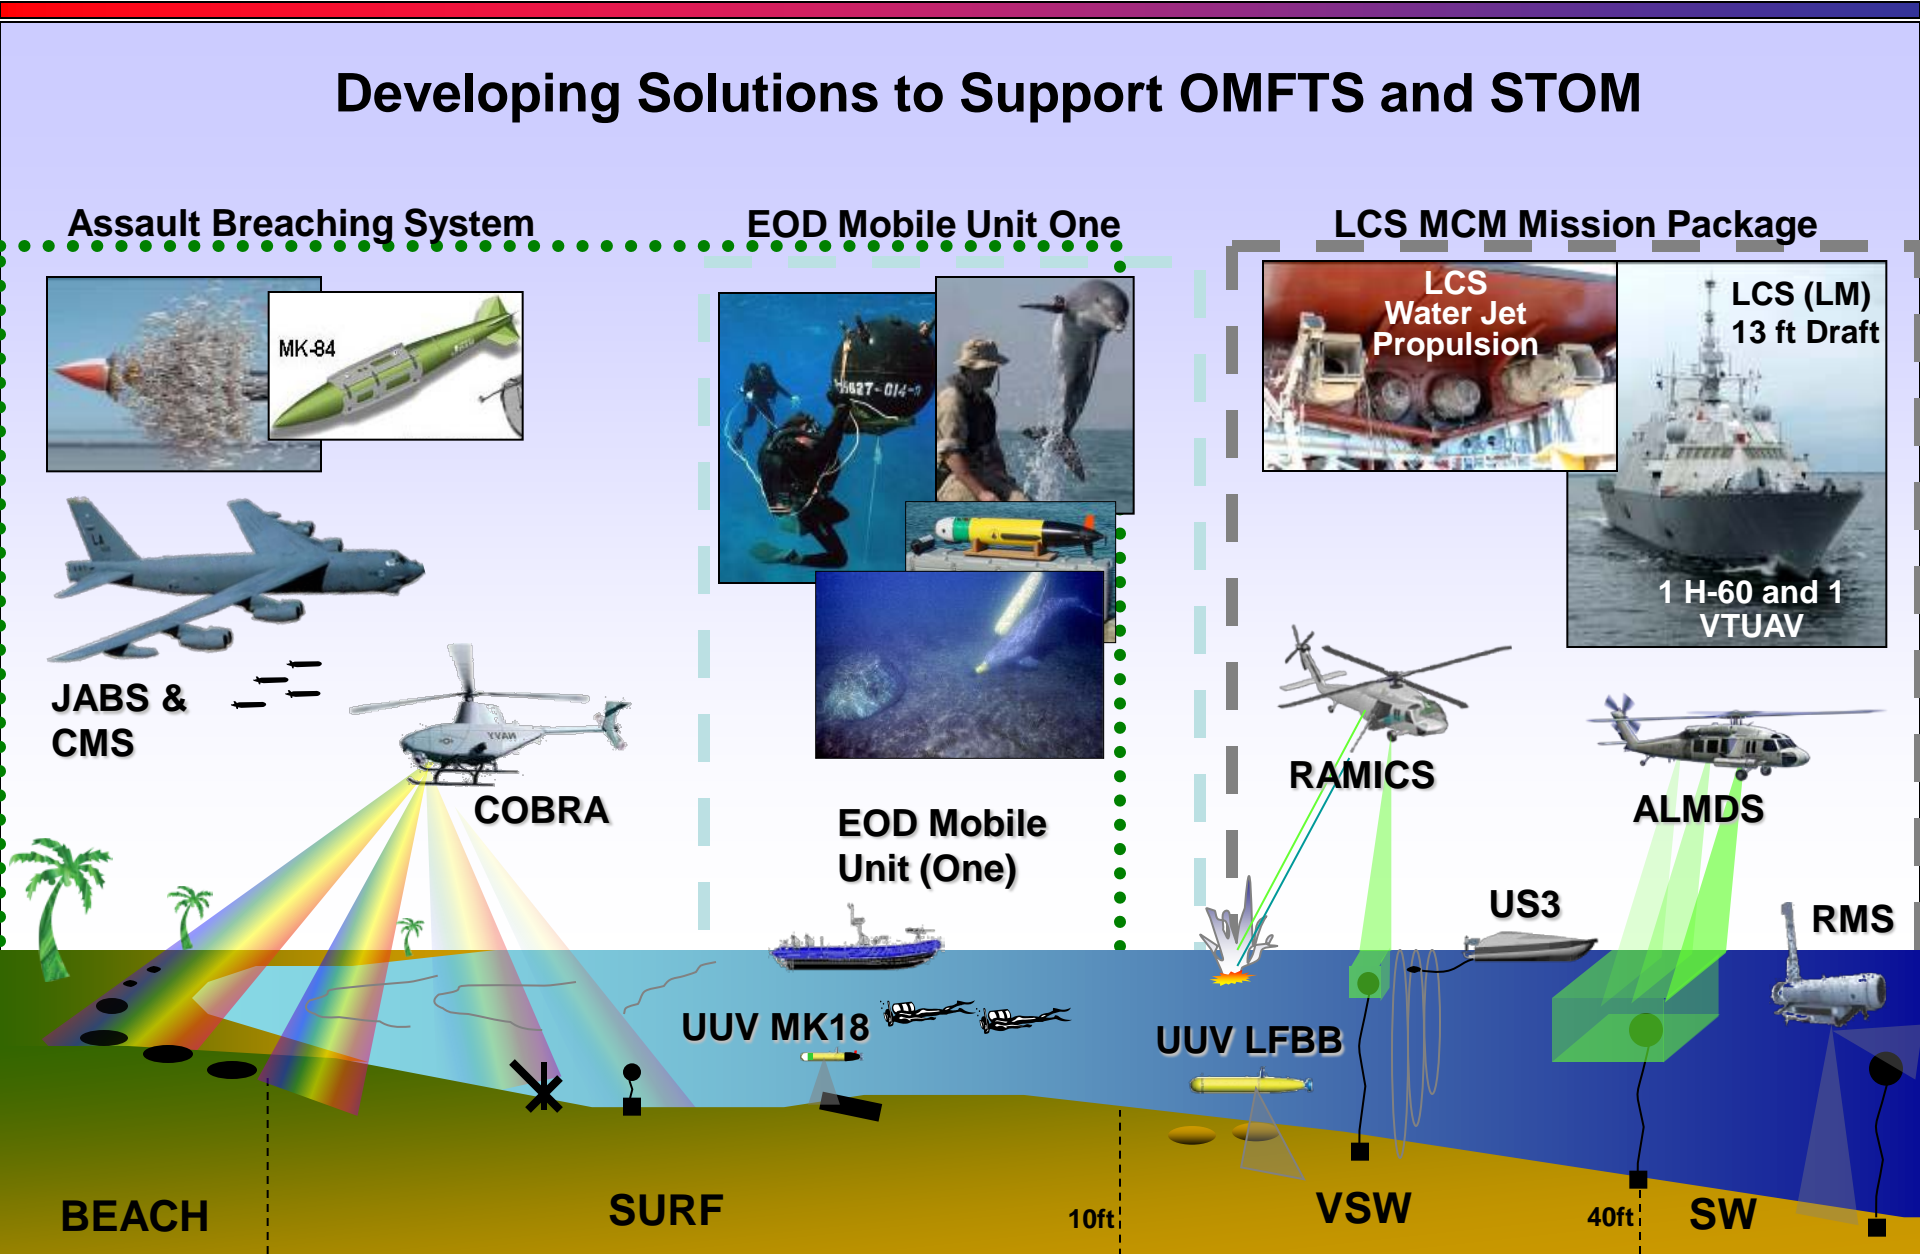 Developing Solutions to Support OMFTS and STOM
Assault Breaching System
EOD Mobile Unit One
LCS MCM Mission Package
MK-84
LCS
Water Jet
Propulsion
LCS (LM)
13 ft Draft
1 H-60 and 1
VTUAV
LA
JABS &
CMS
NAVY
COBRA
EOD Mobile
Unit (One)
RAMICS
ALMDS
US3
RMS
UUV MK18
UUV LFBB
BEACH
SURF
10ft
VSW
40ft
SW